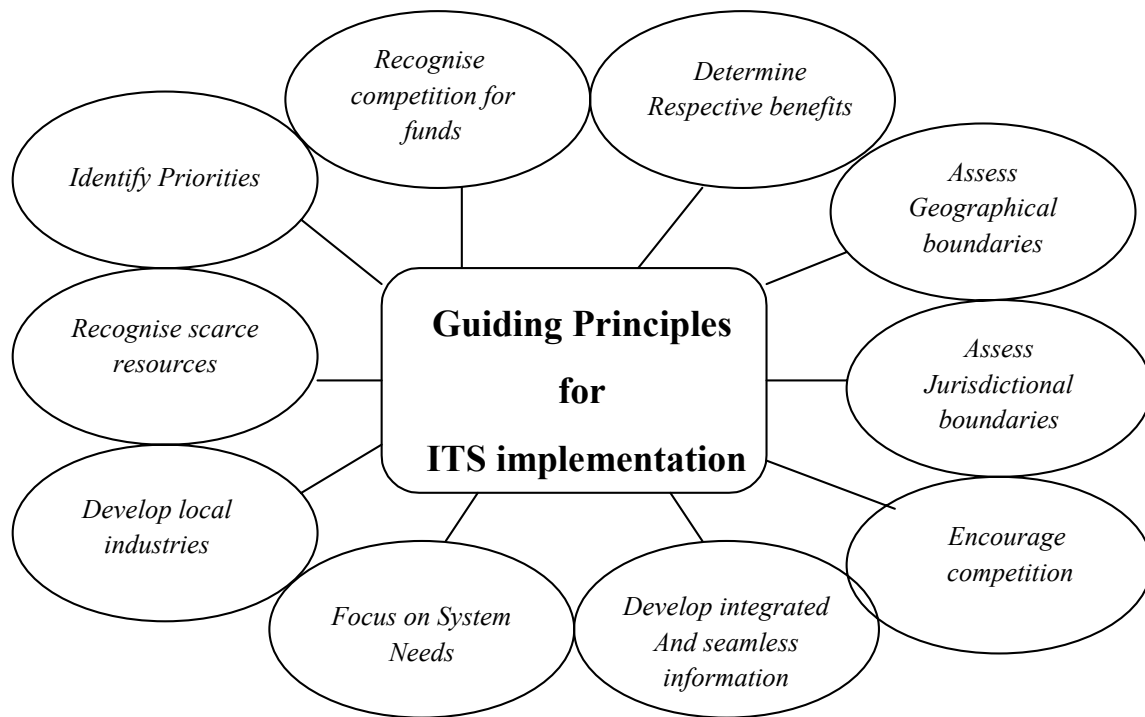 Recognise
competition for
funds
Determine
Respective benefits
Identify Priorities
Assess
Geographical
boundaries
Guiding Principles
for
ITS implementation
Recognise scarce
resources
Assess
Jurisdictional
boundaries
Develop local
industries
Encourage
competition
Focus on System
Needs
Develop integrated
And seamless
information